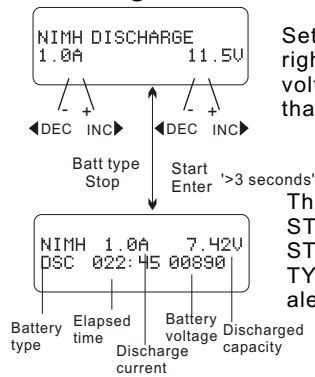 NIMH DISCHARGE
1.0A 11.5V
Set
righ
volt
tha
- + - +
DEC INC DEC INC
Batt type
Stop
Start
Enter '>3 seconds'
Th
ST
ST
TY
ale
NIMH 1.0A 7.42V
DSC 022:45 00890
Battery
type
Elapsed
time
Discharge
current
Battery
voltage
Discharged
capacity